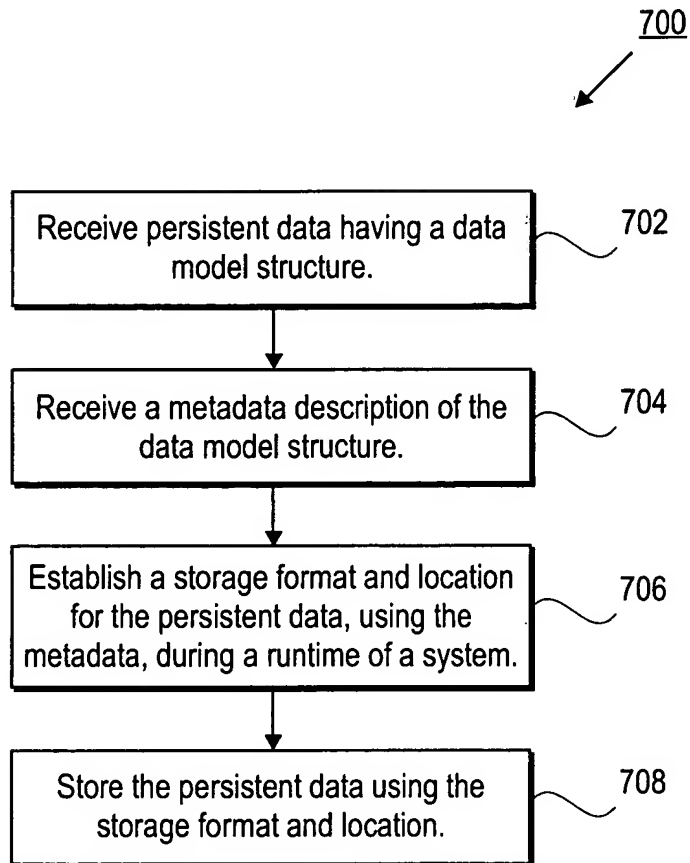 700
Receive persistent data having a data
model structure.
702
Receive a metadata description of the
data model structure.
704
Establish a storage format and location
for the persistent data, using the
metadata, during a runtime of a system.
706
Store the persistent data using the
storage format and location.
708